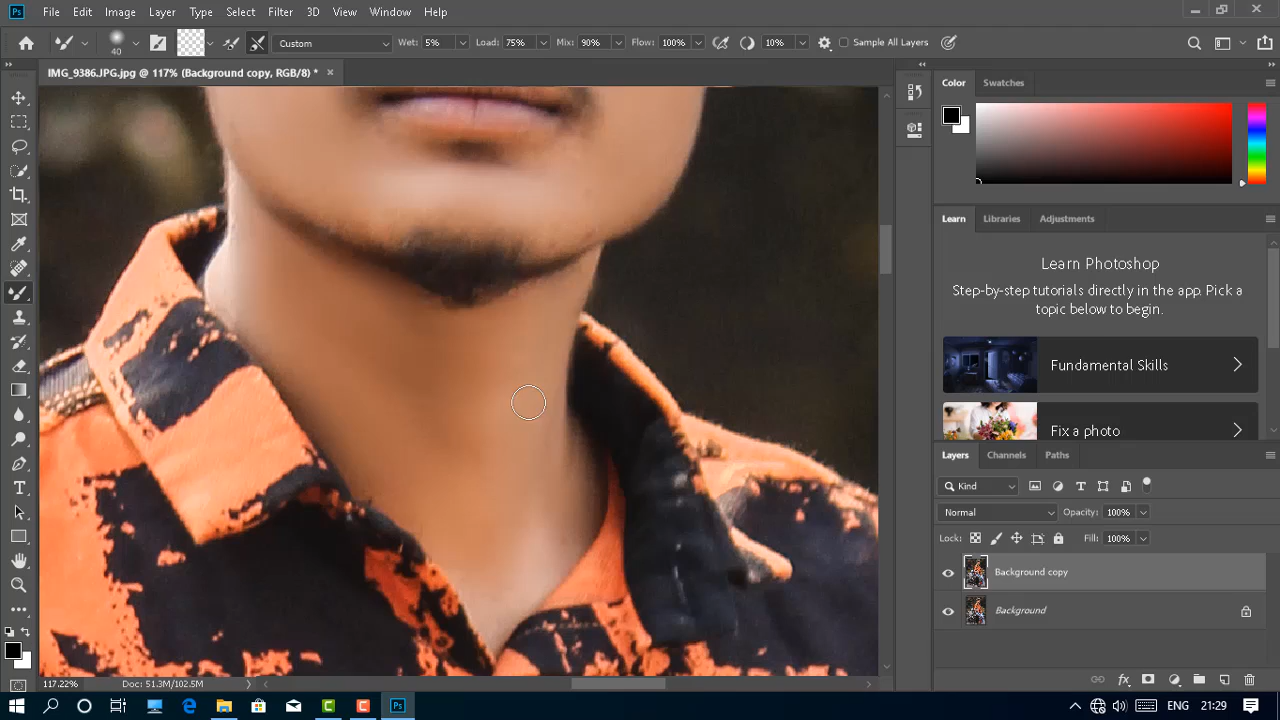 Ps File Edit Image Layer Type Select Filter 3D View Window Help
40 Custom Wet: 5% Load: 75% Mix: 90% Flow: 100% 10% Sample All Layers
IMG_9386.JPG.jpg @ 117% (Background copy, RGB/8) * ×
Color Swatches
Learn Libraries Adjustments
Learn Photoshop
Step-by-step tutorials directly in the app. Pick a
topic below to begin.
Fundamental Skills
Fix a photo
Layers Channels Paths
Kind
Normal Opacity: 100%
Lock: Fill: 100%
Background copy
Background
117.22% Doc: 51.3M/102.5M
Ps ENG 21:29